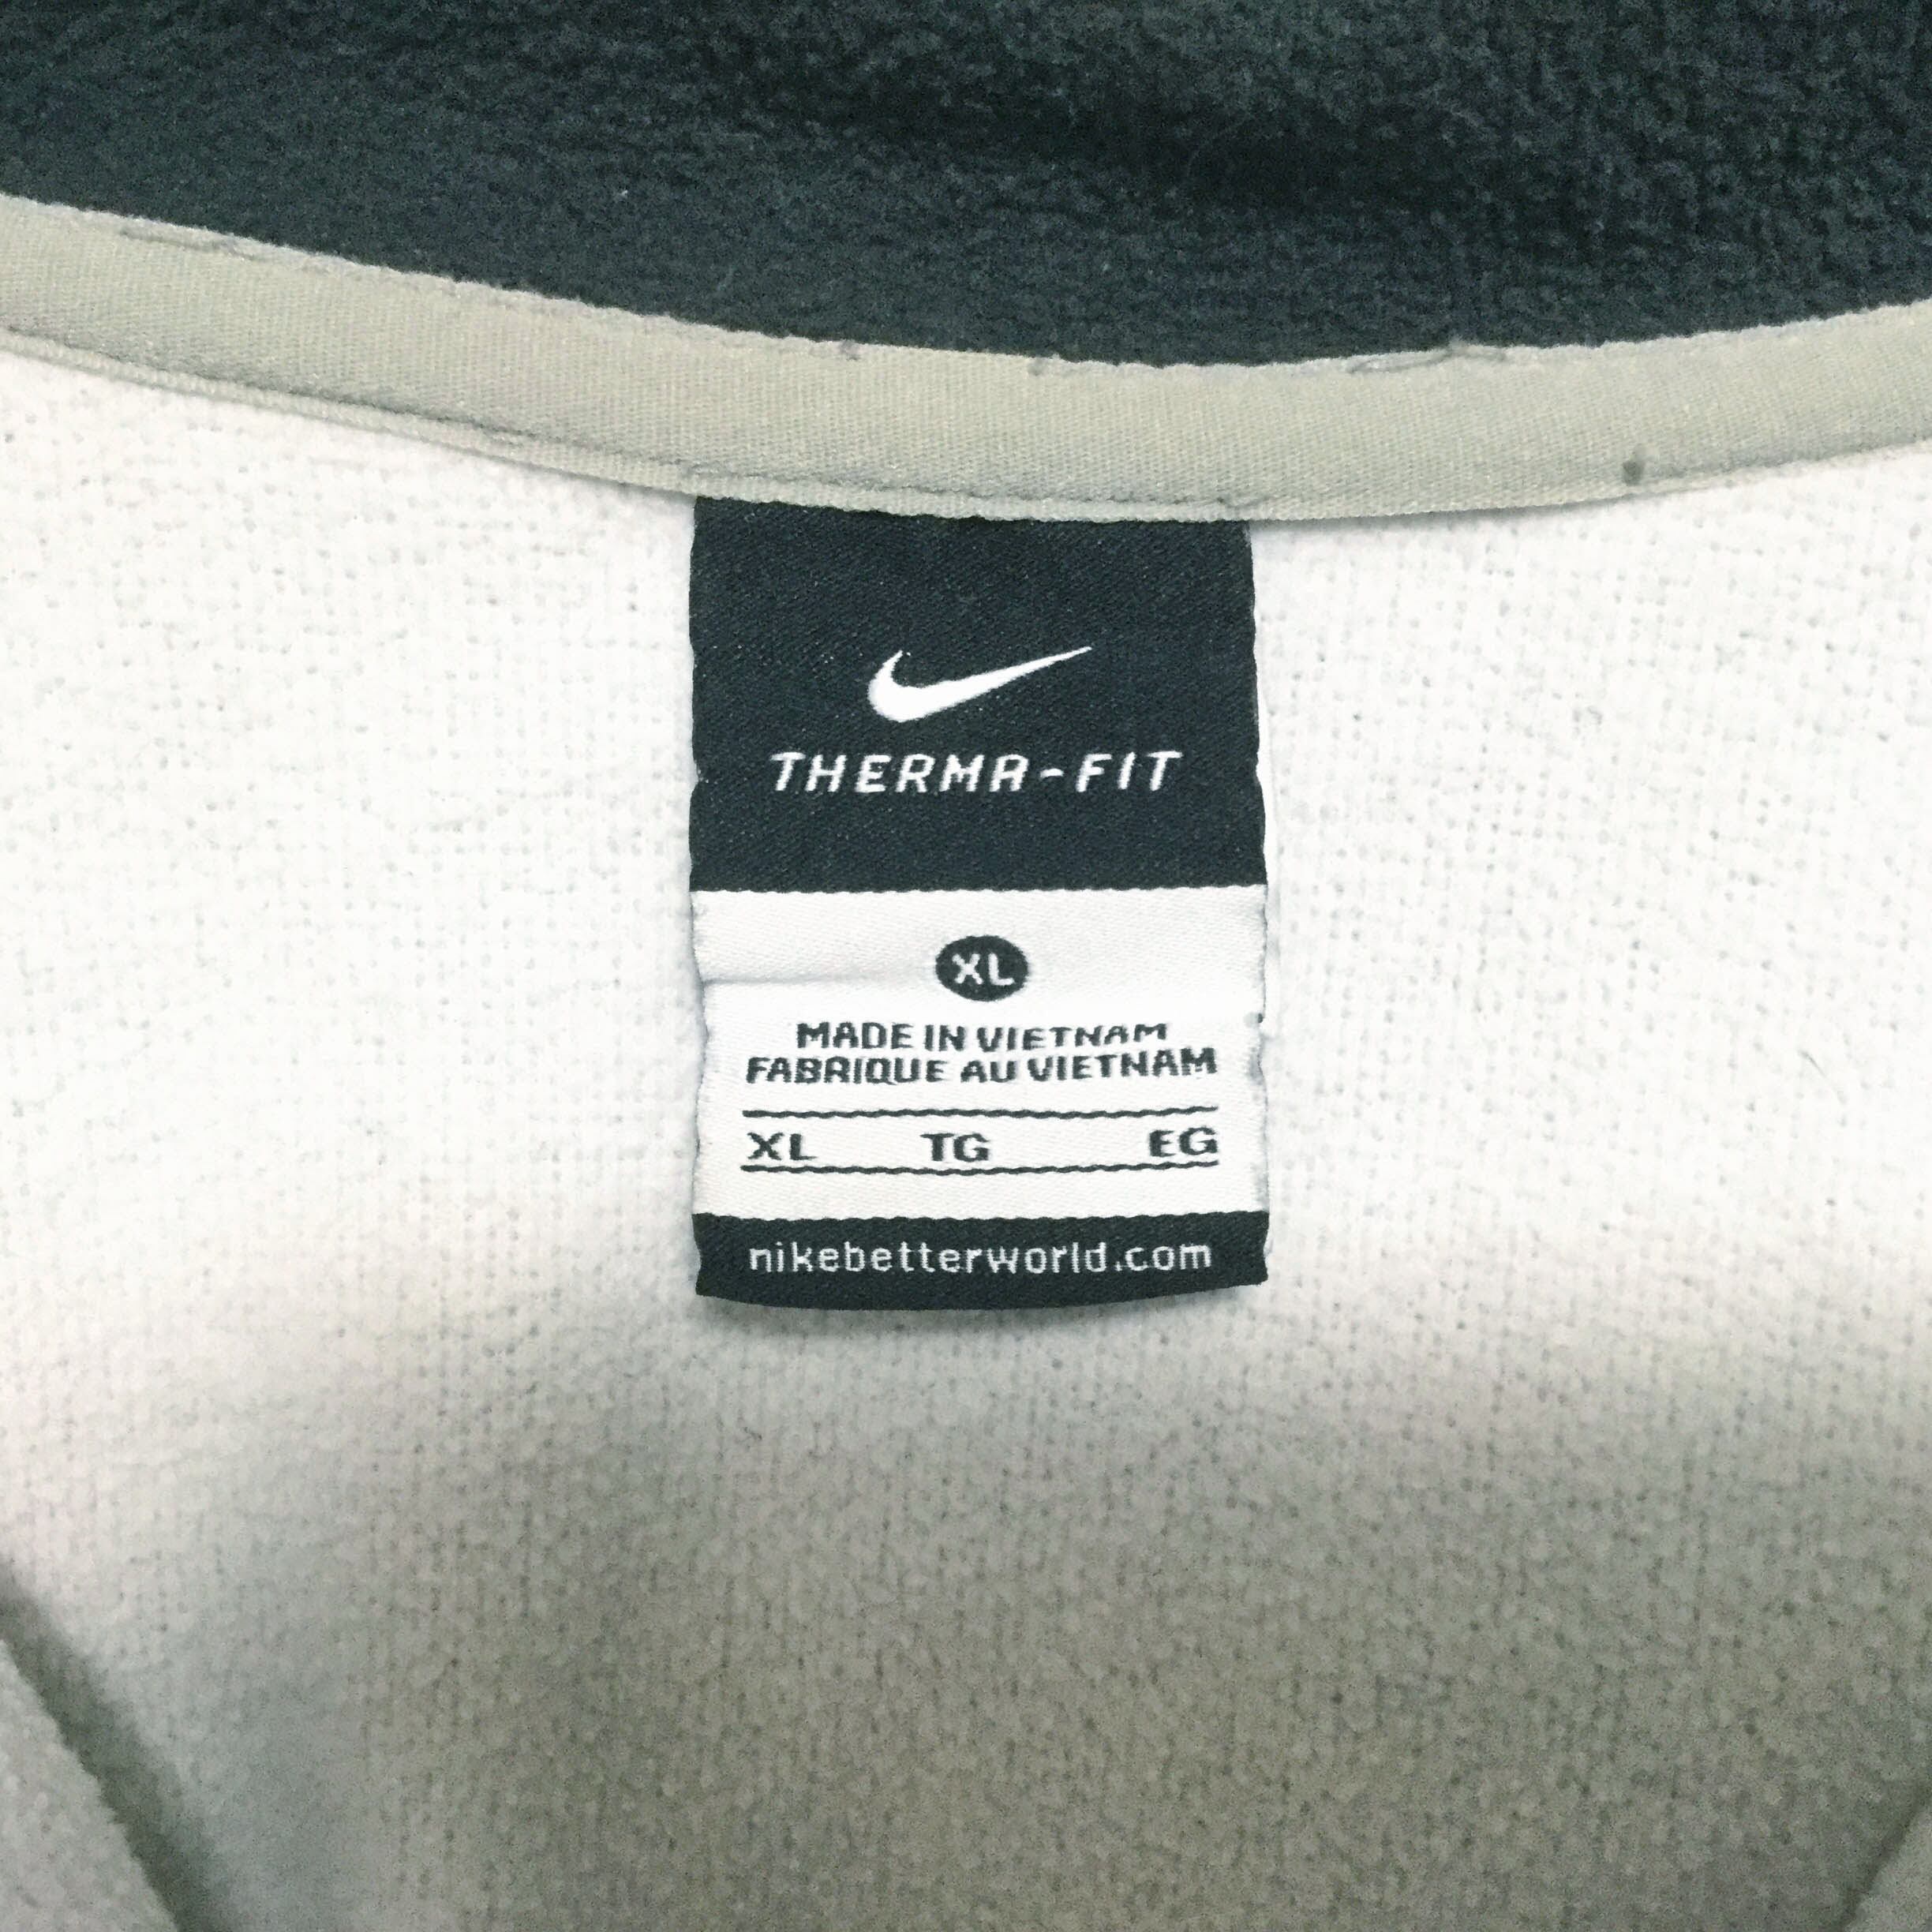 THERMA-FIT
XL
MADE IN VIETNAM
FABRIQUE AU VIETNAM
XL TG EG
nikebetterworld.com